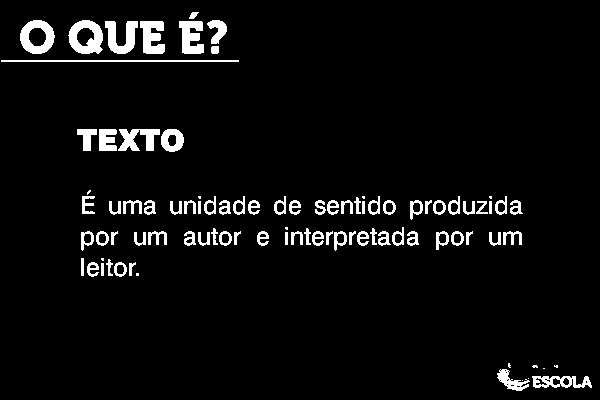 O QUE É?
TEXTO
É uma unidade de sentido produzida
por um autor e interpretada por um
leitor.
ESCOLA